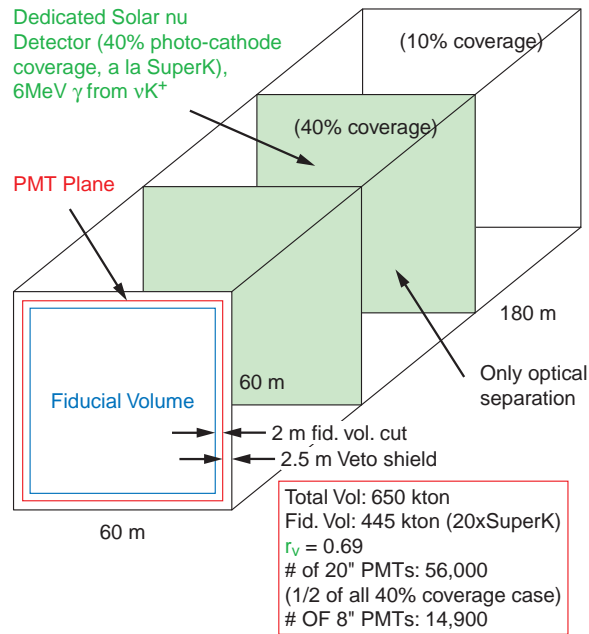 Dedicated Solar nu
Detector (40% photo-cathode
coverage, a la SuperK),
6MeV γ from νK⁺
(10% coverage)
(40% coverage)
PMT Plane
180 m
Only optical
separation
60 m
Fiducial Volume
2 m fid. vol. cut
2.5 m Veto shield
60 m
Total Vol: 650 kton
Fid. Vol: 445 kton (20xSuperK)
rᵥ = 0.69
# of 20" PMTs: 56,000
(1/2 of all 40% coverage case)
# OF 8" PMTs: 14,900